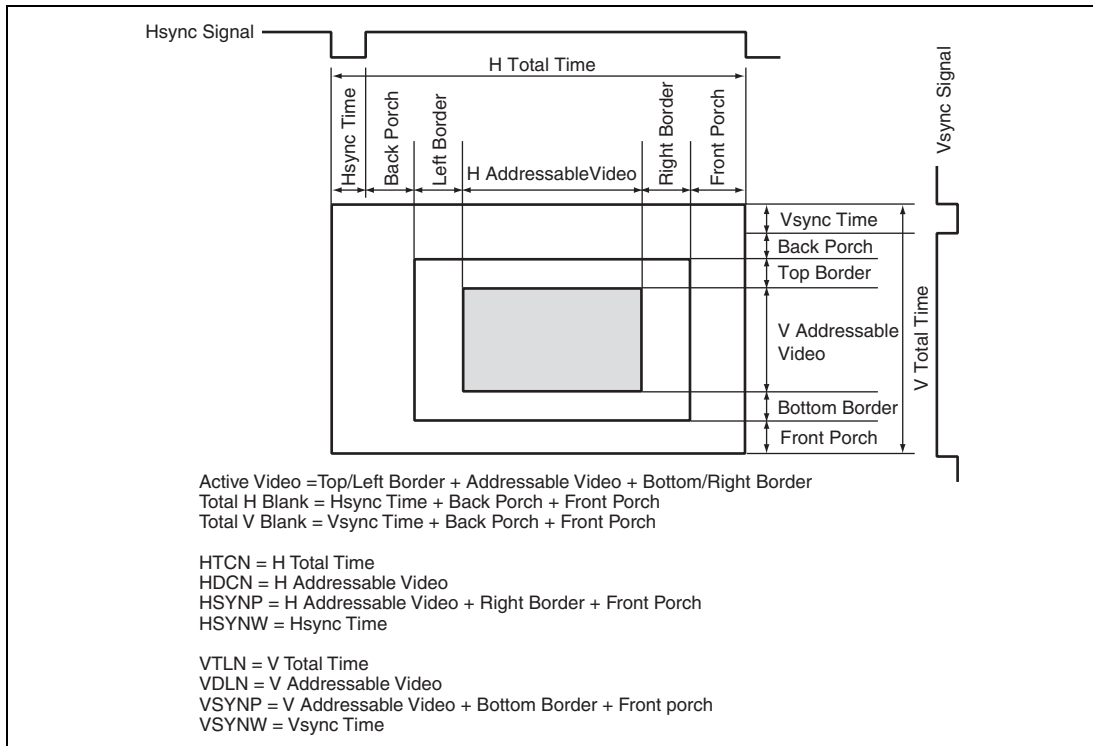 Hsync Signal
H Total Time
Hsync Time
Back Porch
Left Border
H AddressableVideo
Right Border
Front Porch
Vsync Signal
Vsync Time
Back Porch
Top Border
V Addressable
Video
Bottom Border
Front Porch
V Total Time
Active Video =Top/Left Border + Addressable Video + Bottom/Right Border
Total H Blank = Hsync Time + Back Porch + Front Porch
Total V Blank = Vsync Time + Back Porch + Front Porch
HTCN = H Total Time
HDCN = H Addressable Video
HSYNP = H Addressable Video + Right Border + Front Porch
HSYNW = Hsync Time
VTLN = V Total Time
VDLN = V Addressable Video
VSYNP = V Addressable Video + Bottom Border + Front porch
VSYNW = Vsync Time